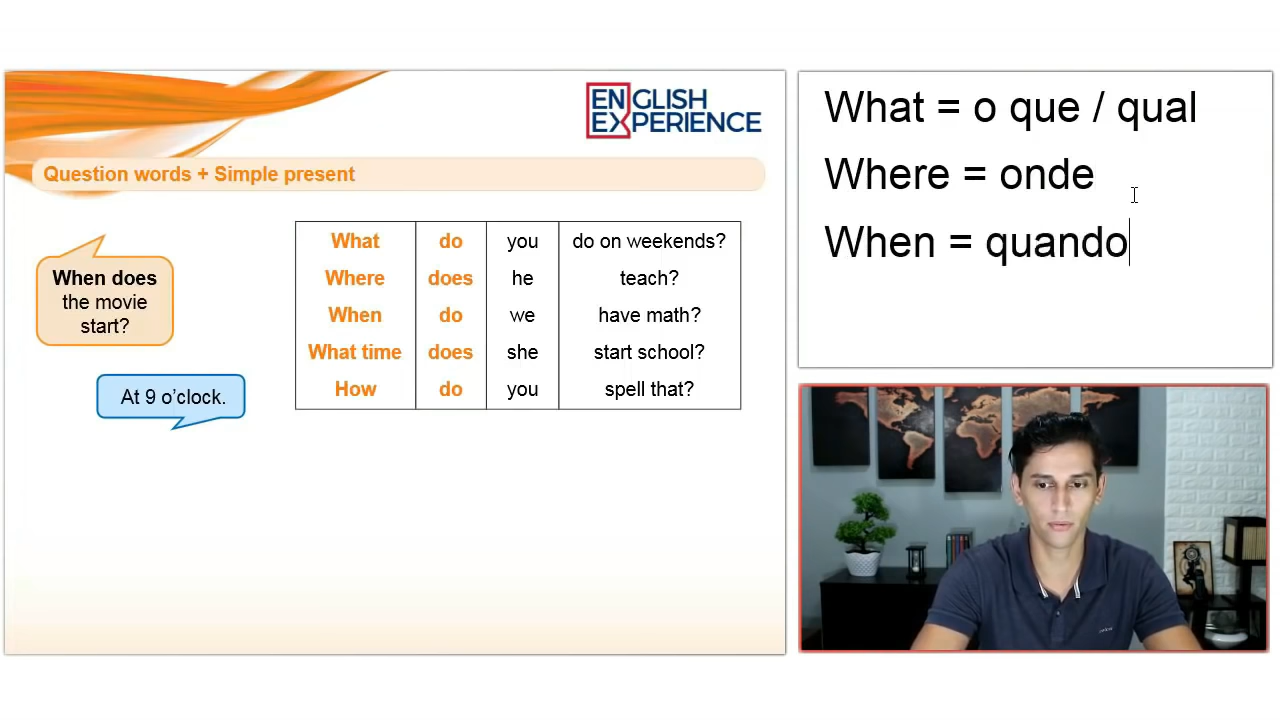 ENGLISH
EXPERIENCE
Question words + Simple present
When does
the movie
start?
At 9 o’clock.
What do you do on weekends?
Where does he teach?
When do we have math?
What time does she start school?
How do you spell that?
What = o que / qual
Where = onde
When = quando